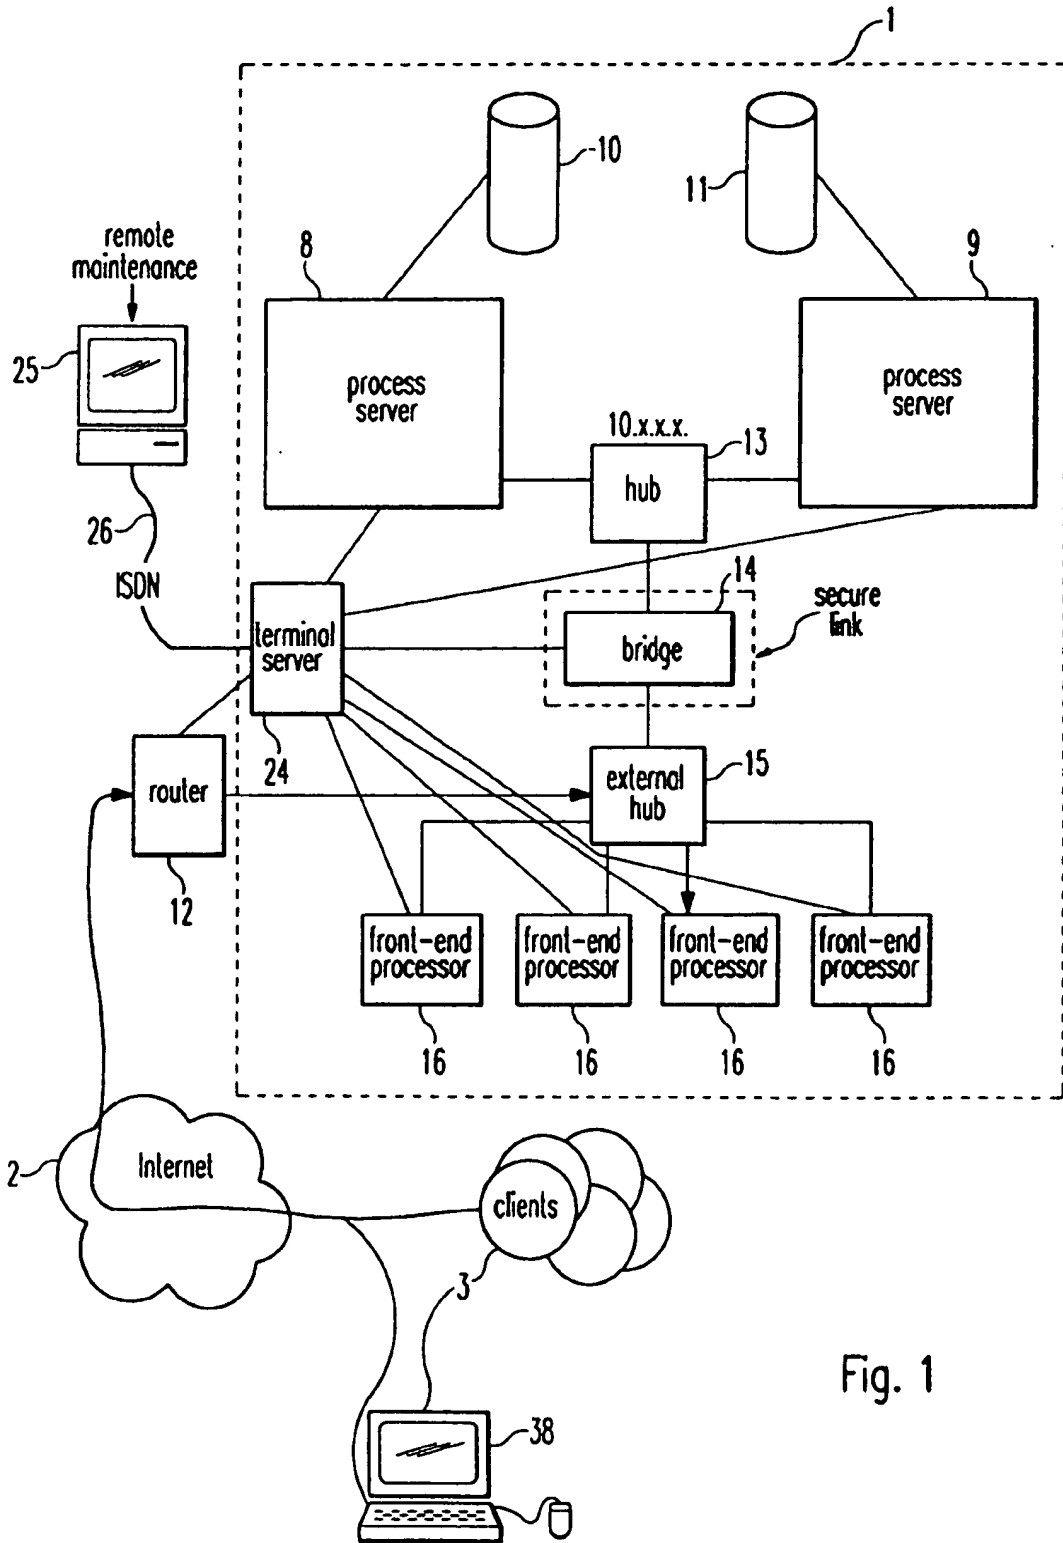 1
10
11
remote
maintenance
8
9
25
process
server
process
server
10.x.x.x.
13
hub
26
ISDN
14
secure
link
terminal
server
bridge
24
15
router
external
hub
12
front-end
processor
front-end
processor
front-end
processor
front-end
processor
16
16
16
16
2
Internet
clients
3
Fig. 1
38